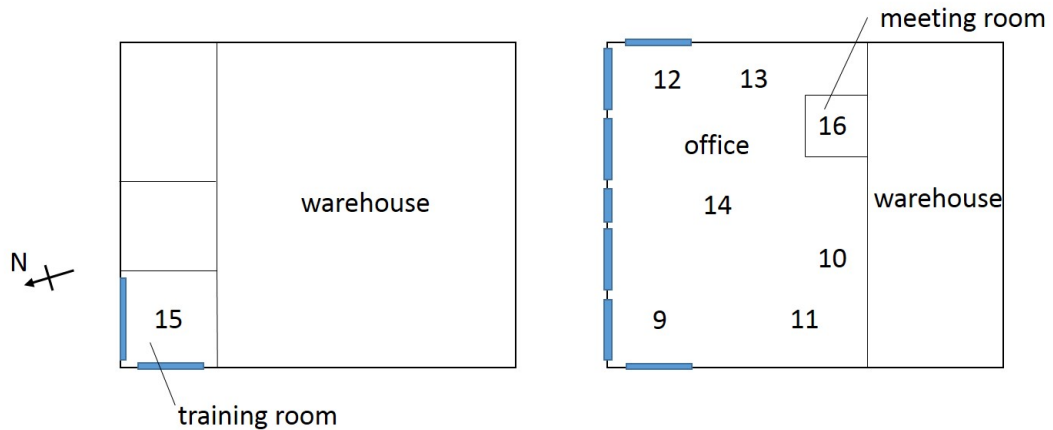 meeting room
12
13
16
office
warehouse
14
warehouse
N
10
15
9
11
training room